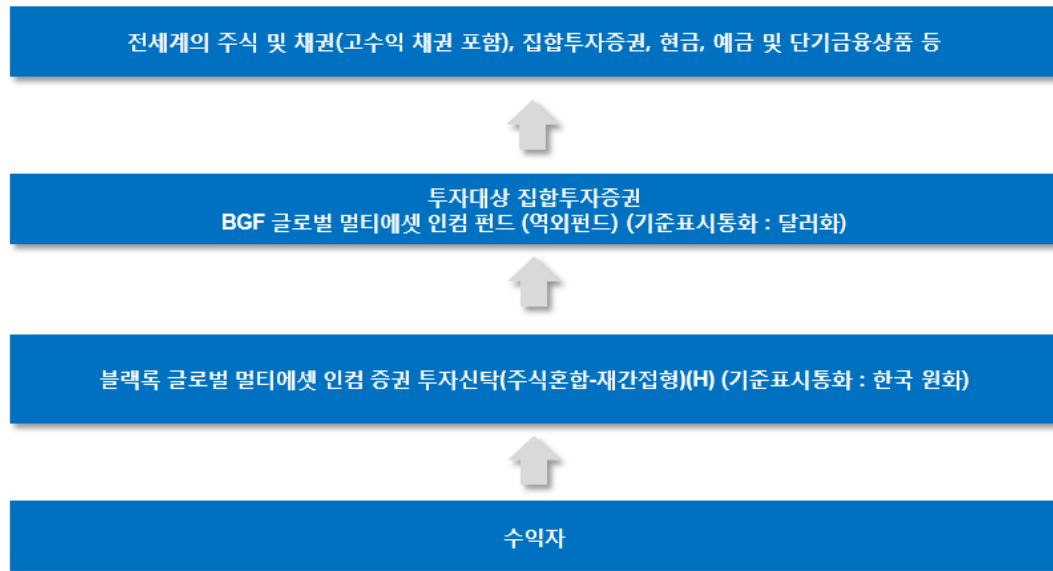 전세계의 주식 및 채권(고수익 채권 포함), 집합투자증권, 현금, 예금 및 단기금융상품 등
투자대상 집합투자증권
BGF 글로벌 멀티에셋 인컴 펀드 (역외펀드) (기준표시통화 : 달러화)
블랙록 글로벌 멀티에셋 인컴 증권 투자신탁(주식혼합-재간접형)(H) (기준표시통화 : 한국 원화)
수익자